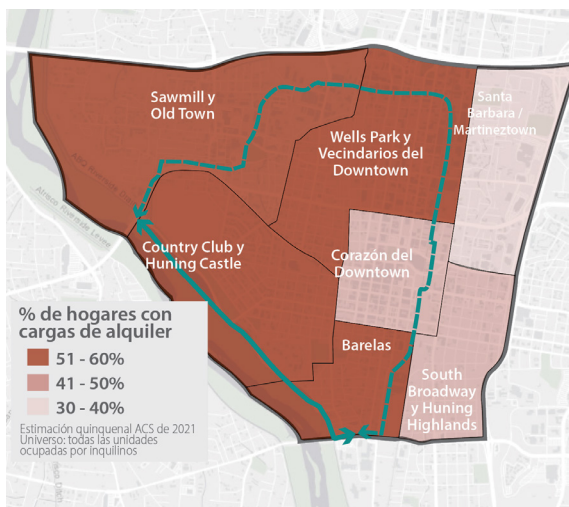 Sawmill y
Old Town
Santa
Barbara /
Martineztown
Wells Park y
Vecindarios del
Downtown
Country Club y
Huning Castle
Corazón del
Downtown
Barelas
South
Broadway
y Huning
Highlands
% de hogares con
cargas de alquiler
51 - 60%
41 - 50%
30 - 40%
Estimación quinquenal ACS de 2021
Universo: todas las unidades
ocupadas por inquilinos